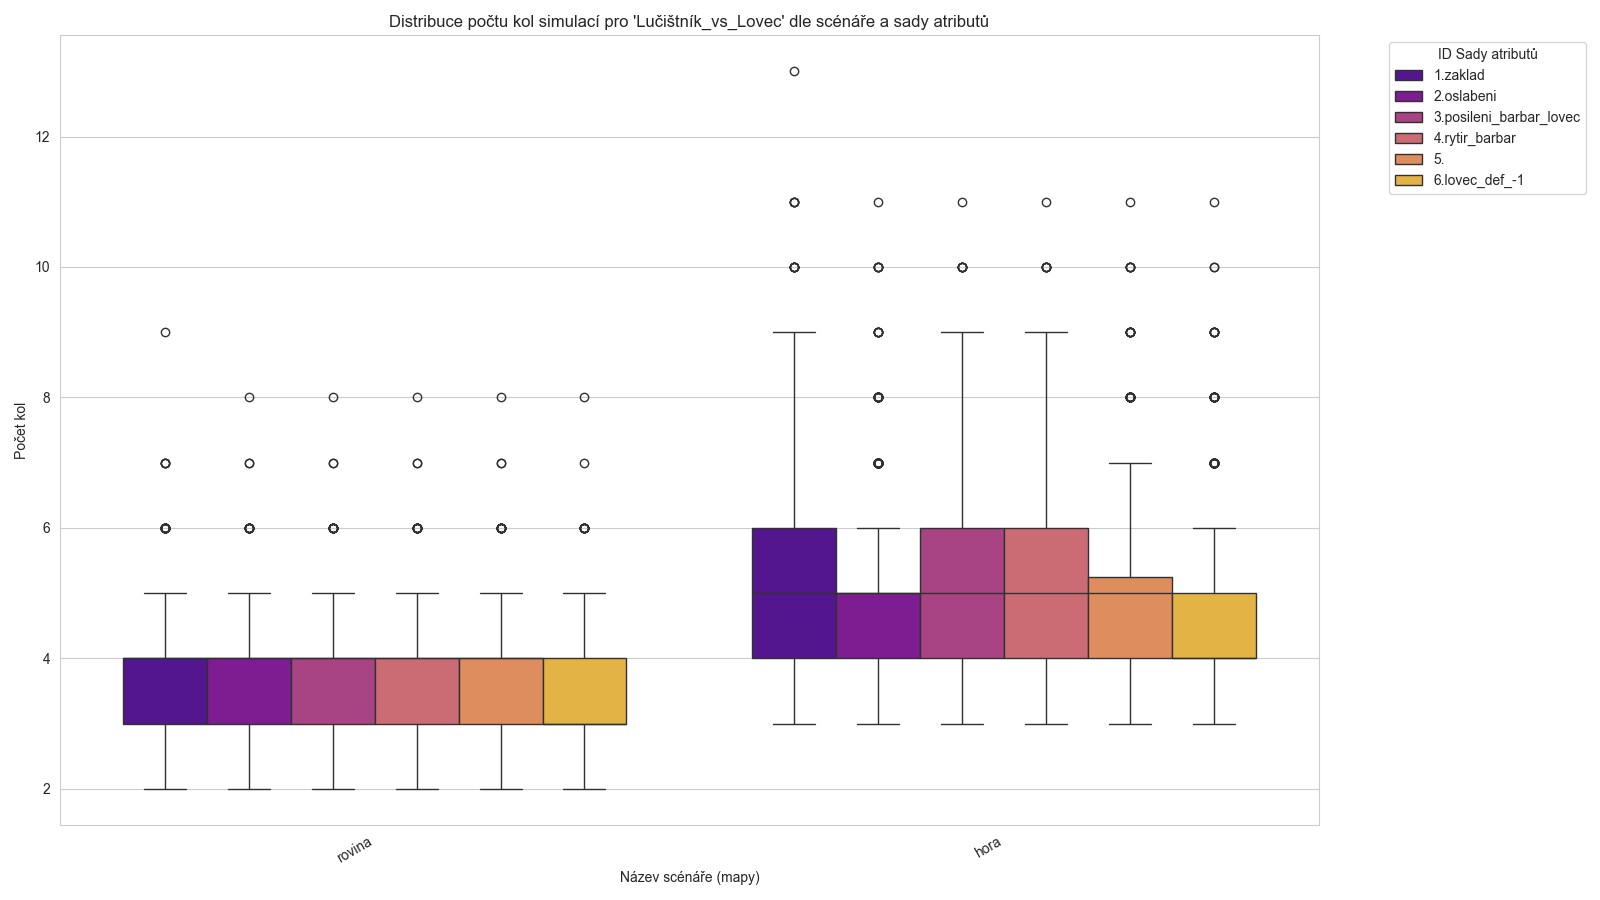 Distribuce počtu kol simulací pro 'Lučištník_vs_Lovec' dle scénáře a sady atributů
ID Sady atributů
1.zaklad
2.oslabeni
3.posileni_barbar_lovec
4.rytir_barbar
5.
6.lovec_def_-1
Počet kol
12
10
8
6
4
2
rovina
hora
Název scénáře (mapy)